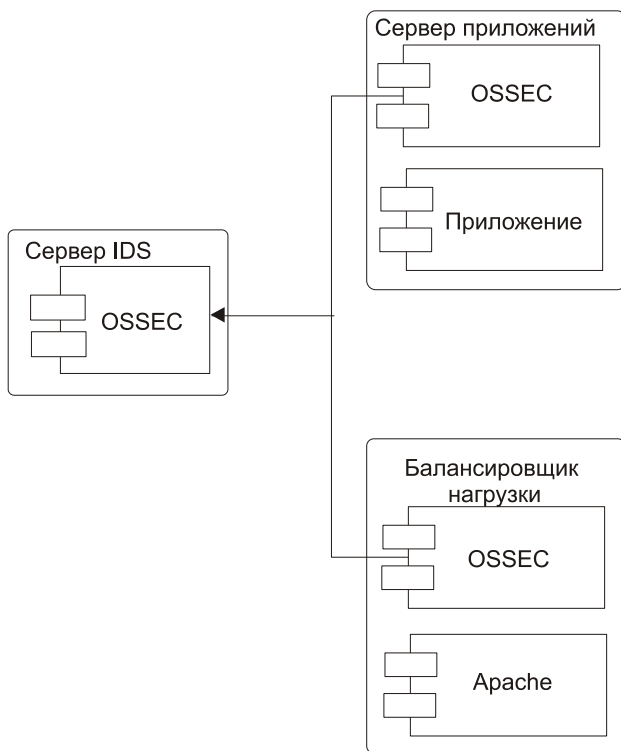 Сервер приложений
OSSEC
Приложение
Сервер IDS
OSSEC
Балансировщик
нагрузки
OSSEC
Apache